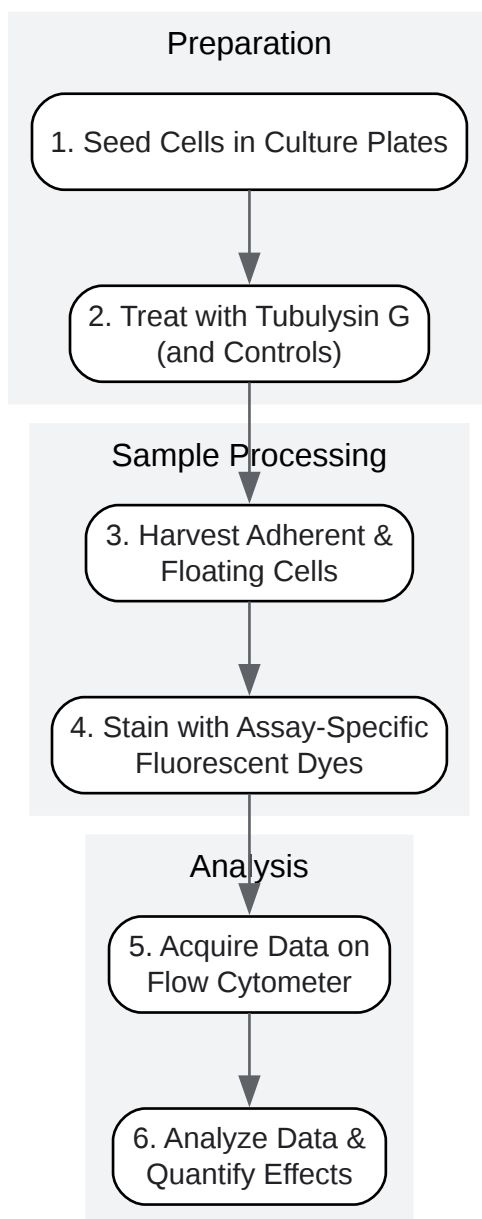 Preparation
1. Seed Cells in Culture Plates
2. Treat with Tubulysin G
(and Controls)
Sample Processing
3. Harvest Adherent &
Floating Cells
4. Stain with Assay-Specific
Fluorescent Dyes
Analysis
5. Acquire Data on
Flow Cytometer
6. Analyze Data &
Quantify Effects